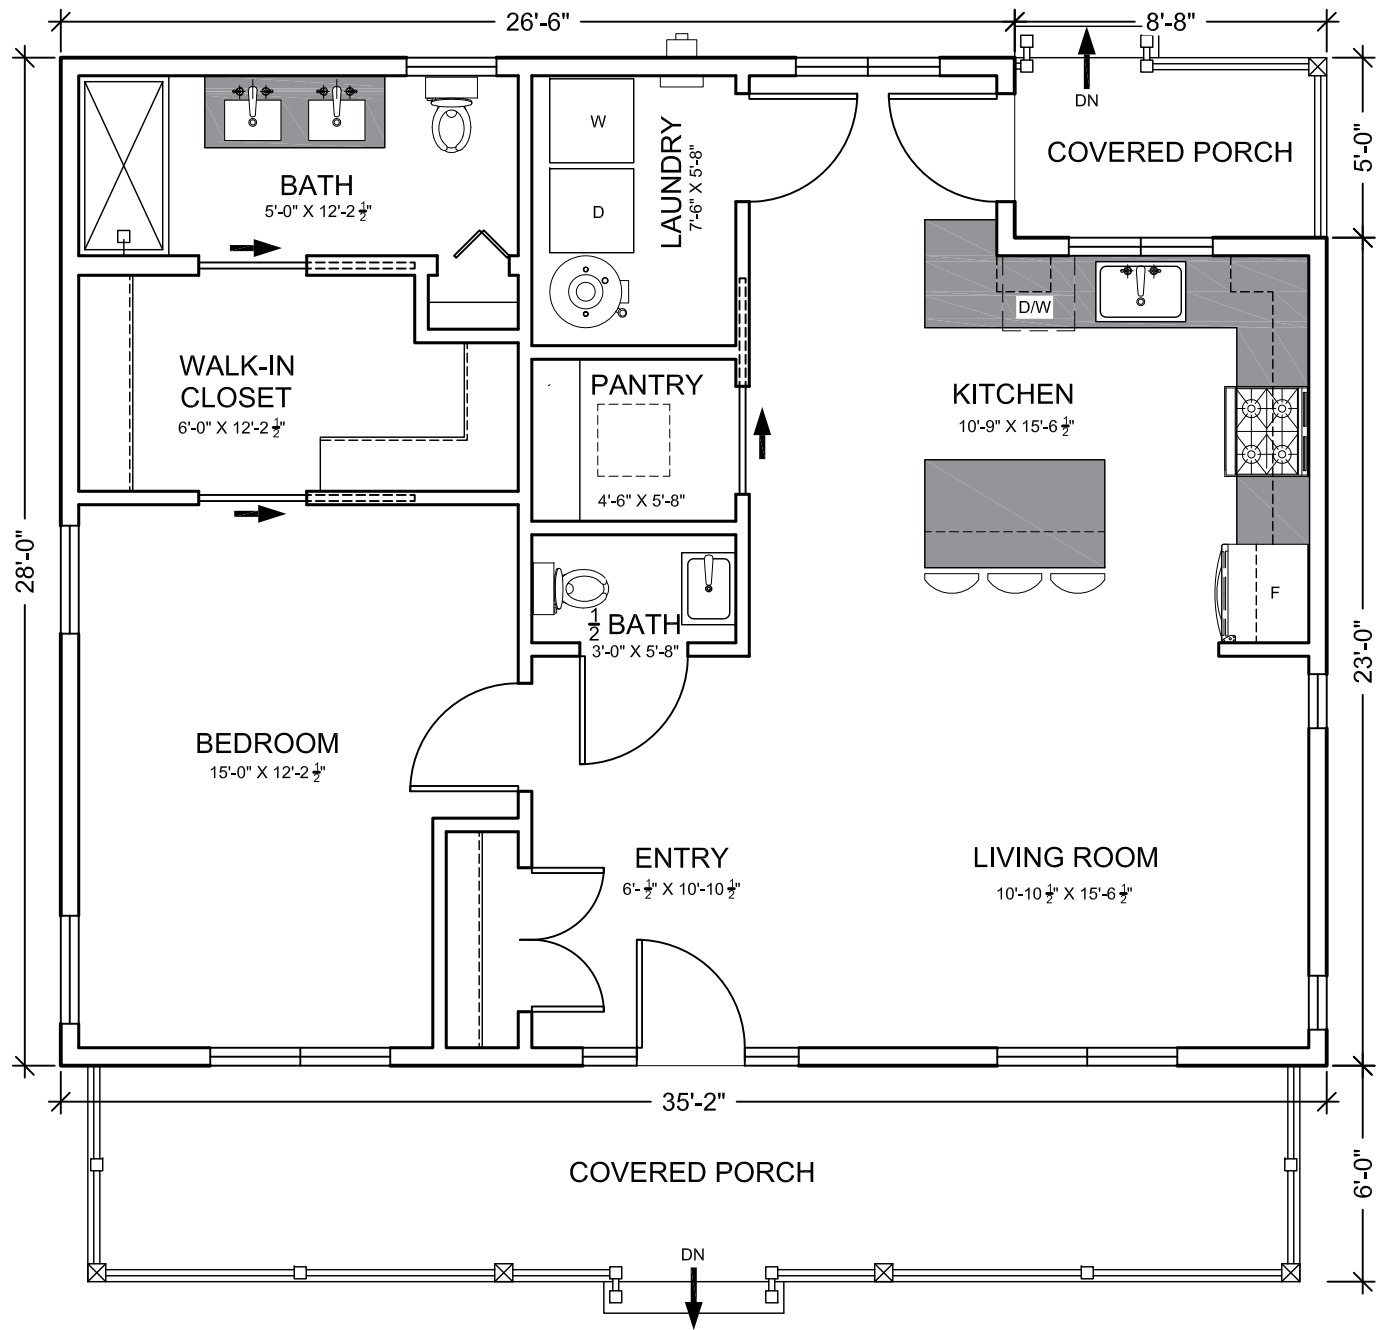 26'-6"
8'-8"
DN
COVERED PORCH
5'-0"
W
D
LAUNDRY
7'-6" X 5'-8"
BATH
5'-0" X 12'-2 1/2"
WALK-IN
CLOSET
6'-0" X 12'-2 1/2"
PANTRY
4'-6" X 5'-8"
D/W
KITCHEN
10'-9" X 15'-6 1/2"
F
28'-0"
23'-0"
1/2 BATH
3'-0" X 5'-8"
BEDROOM
15'-0" X 12'-2 1/2"
ENTRY
6'- 1/2" X 10'-10 1/2"
LIVING ROOM
10'-10 1/2" X 15'-6 1/2"
35'-2"
COVERED PORCH
6'-0"
DN